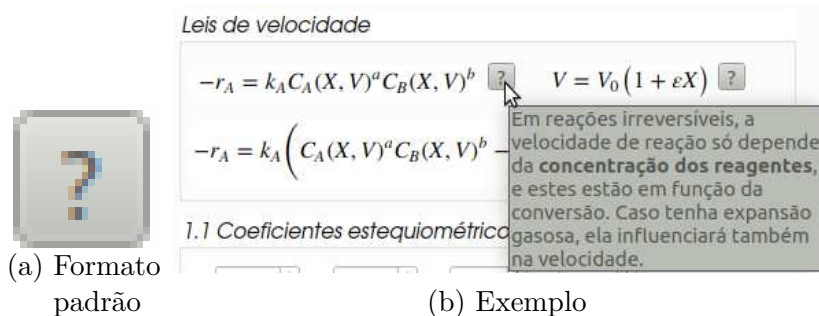 Leis de velocidade
−r_A = k_A C_A(X, V)^a C_B(X, V)^b ? V = V_0 (1 + εX) ?
−r_A = k_A ( C_A(X, V)^a C_B(X, V)^b −
Em reações irreversíveis, a
velocidade de reação só depende
da concentração dos reagentes,
e estes estão em função da
conversão. Caso tenha expansão
gasosa, ela influenciará também
na velocidade.
1.1 Coeficientes estequiométrico
?
(a) Formato
padrão
(b) Exemplo